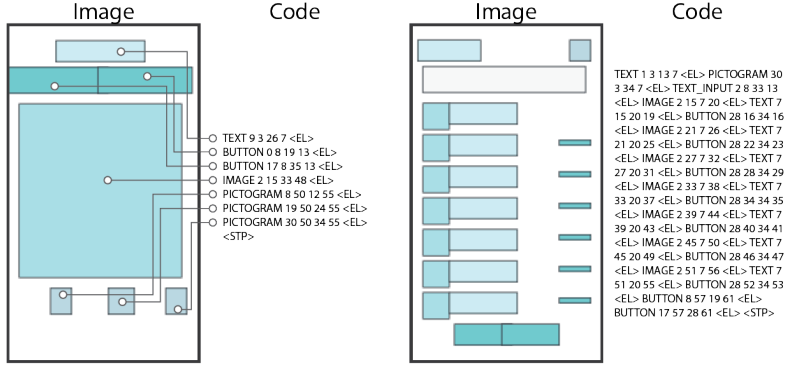 Image
Code
TEXT 9 3 26 7 <EL>
BUTTON 0 8 19 13 <EL>
BUTTON 17 8 35 13 <EL>
IMAGE 2 15 33 48 <EL>
PICTOGRAM 8 50 12 55 <EL>
PICTOGRAM 19 50 24 55 <EL>
PICTOGRAM 30 50 34 55 <EL>
<STP>
Image
Code
TEXT 1 3 13 7 <EL> PICTOGRAM 30
3 34 7 <EL> TEXT_INPUT 2 8 33 13
<EL> IMAGE 2 15 7 20 <EL> TEXT 7
15 20 19 <EL> BUTTON 28 16 34 16
<EL> IMAGE 2 21 7 26 <EL> TEXT 7
21 20 25 <EL> BUTTON 28 22 34 23
<EL> IMAGE 2 27 7 32 <EL> TEXT 7
27 20 31 <EL> BUTTON 28 28 34 29
<EL> IMAGE 2 33 7 38 <EL> TEXT 7
33 20 37 <EL> BUTTON 28 34 34 35
<EL> IMAGE 2 39 7 44 <EL> TEXT 7
39 20 43 <EL> BUTTON 28 40 34 41
<EL> IMAGE 2 45 7 50 <EL> TEXT 7
45 20 49 <EL> BUTTON 28 46 34 47
<EL> IMAGE 2 51 7 56 <EL> TEXT 7
51 20 55 <EL> BUTTON 28 52 34 53
<EL> BUTTON 8 57 19 61 <EL>
BUTTON 17 57 28 61 <EL> <STP>